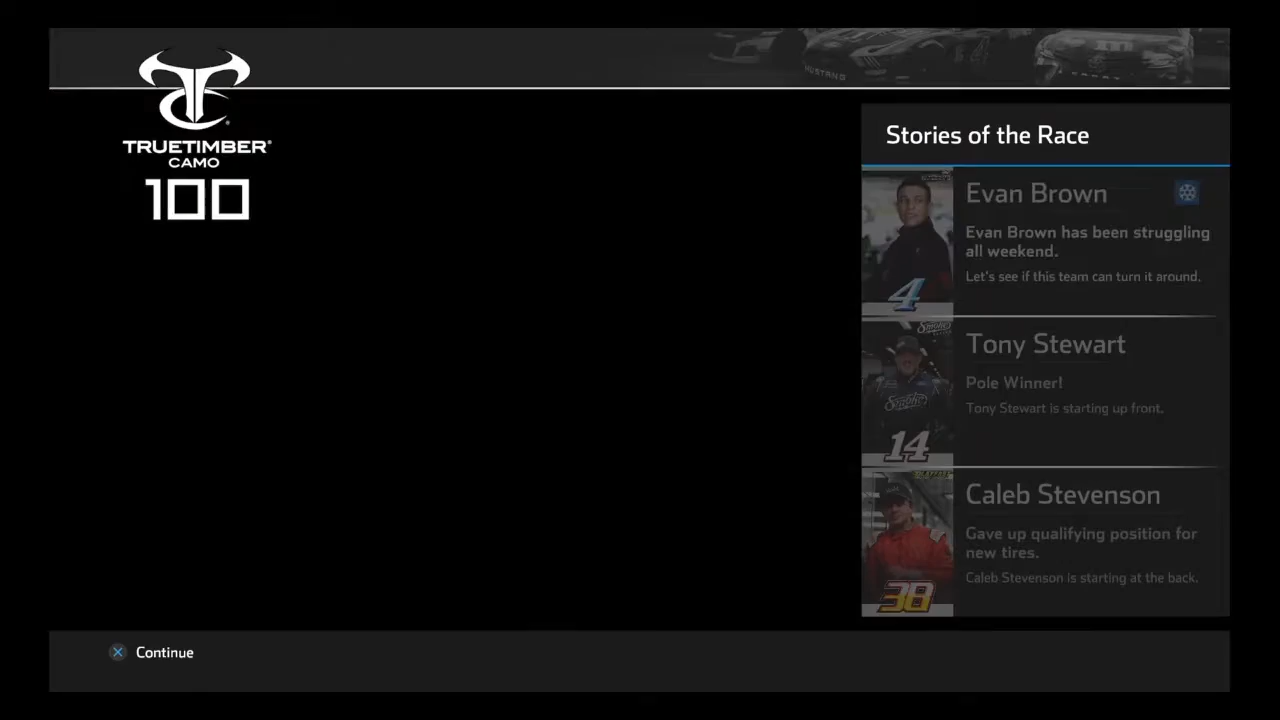 TRUETIMBER®
CAMO
100
MUSTANG
Stories of the Race
Evan Brown
Evan Brown has been struggling
all weekend.
Let's see if this team can turn it around.
4
Tony Stewart
Pole Winner!
Tony Stewart is starting up front.
Smoke
14
Caleb Stevenson
Gave up qualifying position for
new tires.
Caleb Stevenson is starting at the back.
38
Continue